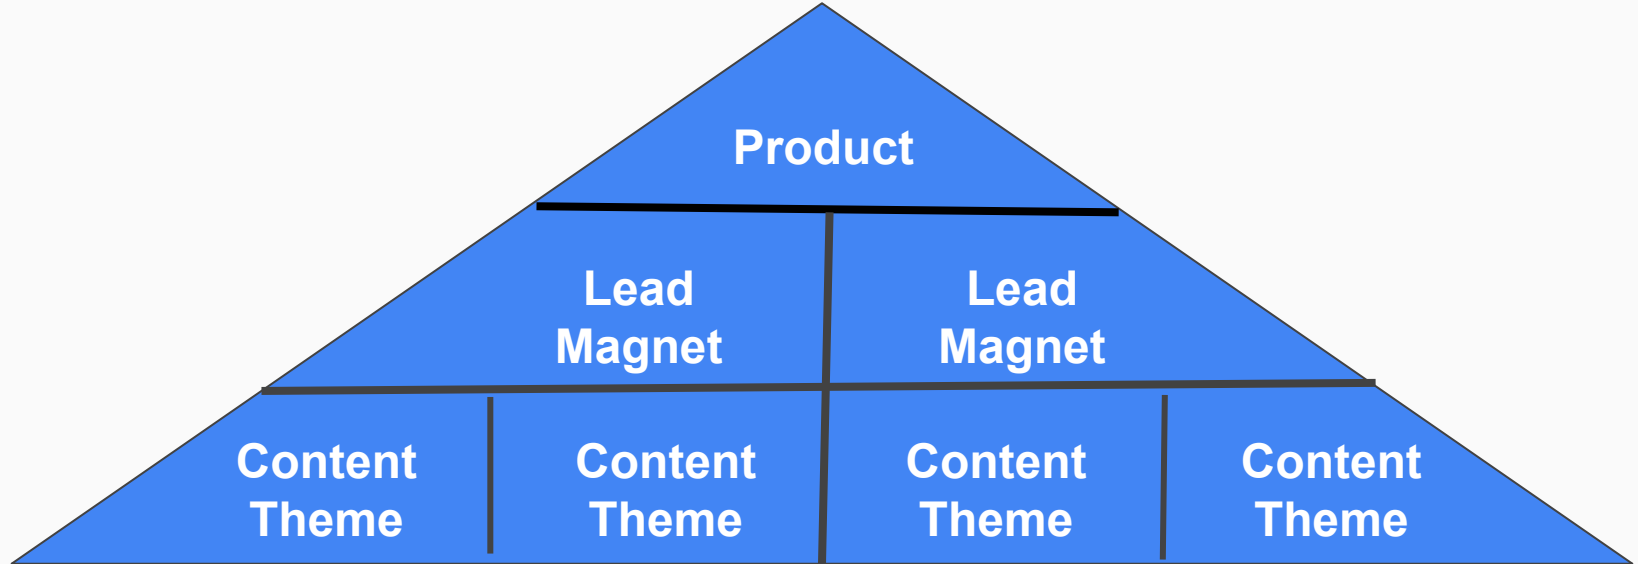 Product
Lead
Magnet
Lead
Magnet
Content
Theme
Content
Theme
Content
Theme
Content
Theme